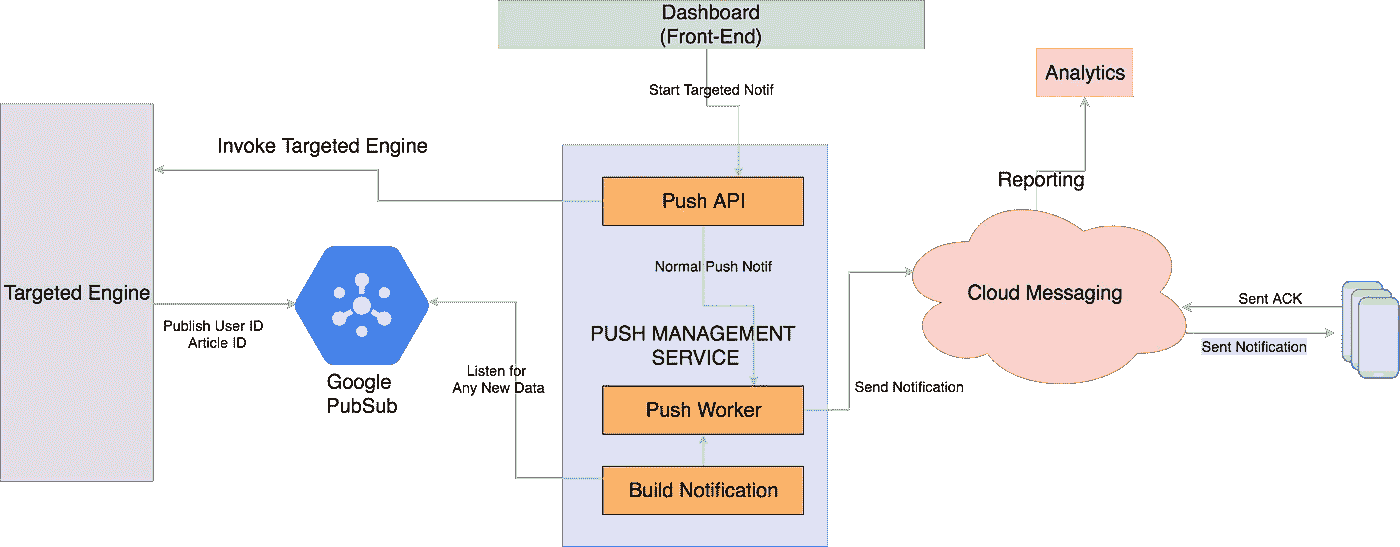 Dashboard
(Front-End)
Start Targeted Notif
Analytics
Invoke Targeted Engine
Reporting
Push API
Normal Push Notif
Targeted Engine
Publish User ID
Article ID
Google
PubSub
Listen for
Any New Data
PUSH MANAGEMENT
SERVICE
Push Worker
Build Notification
Send Notification
Cloud Messaging
Sent ACK
Sent Notification